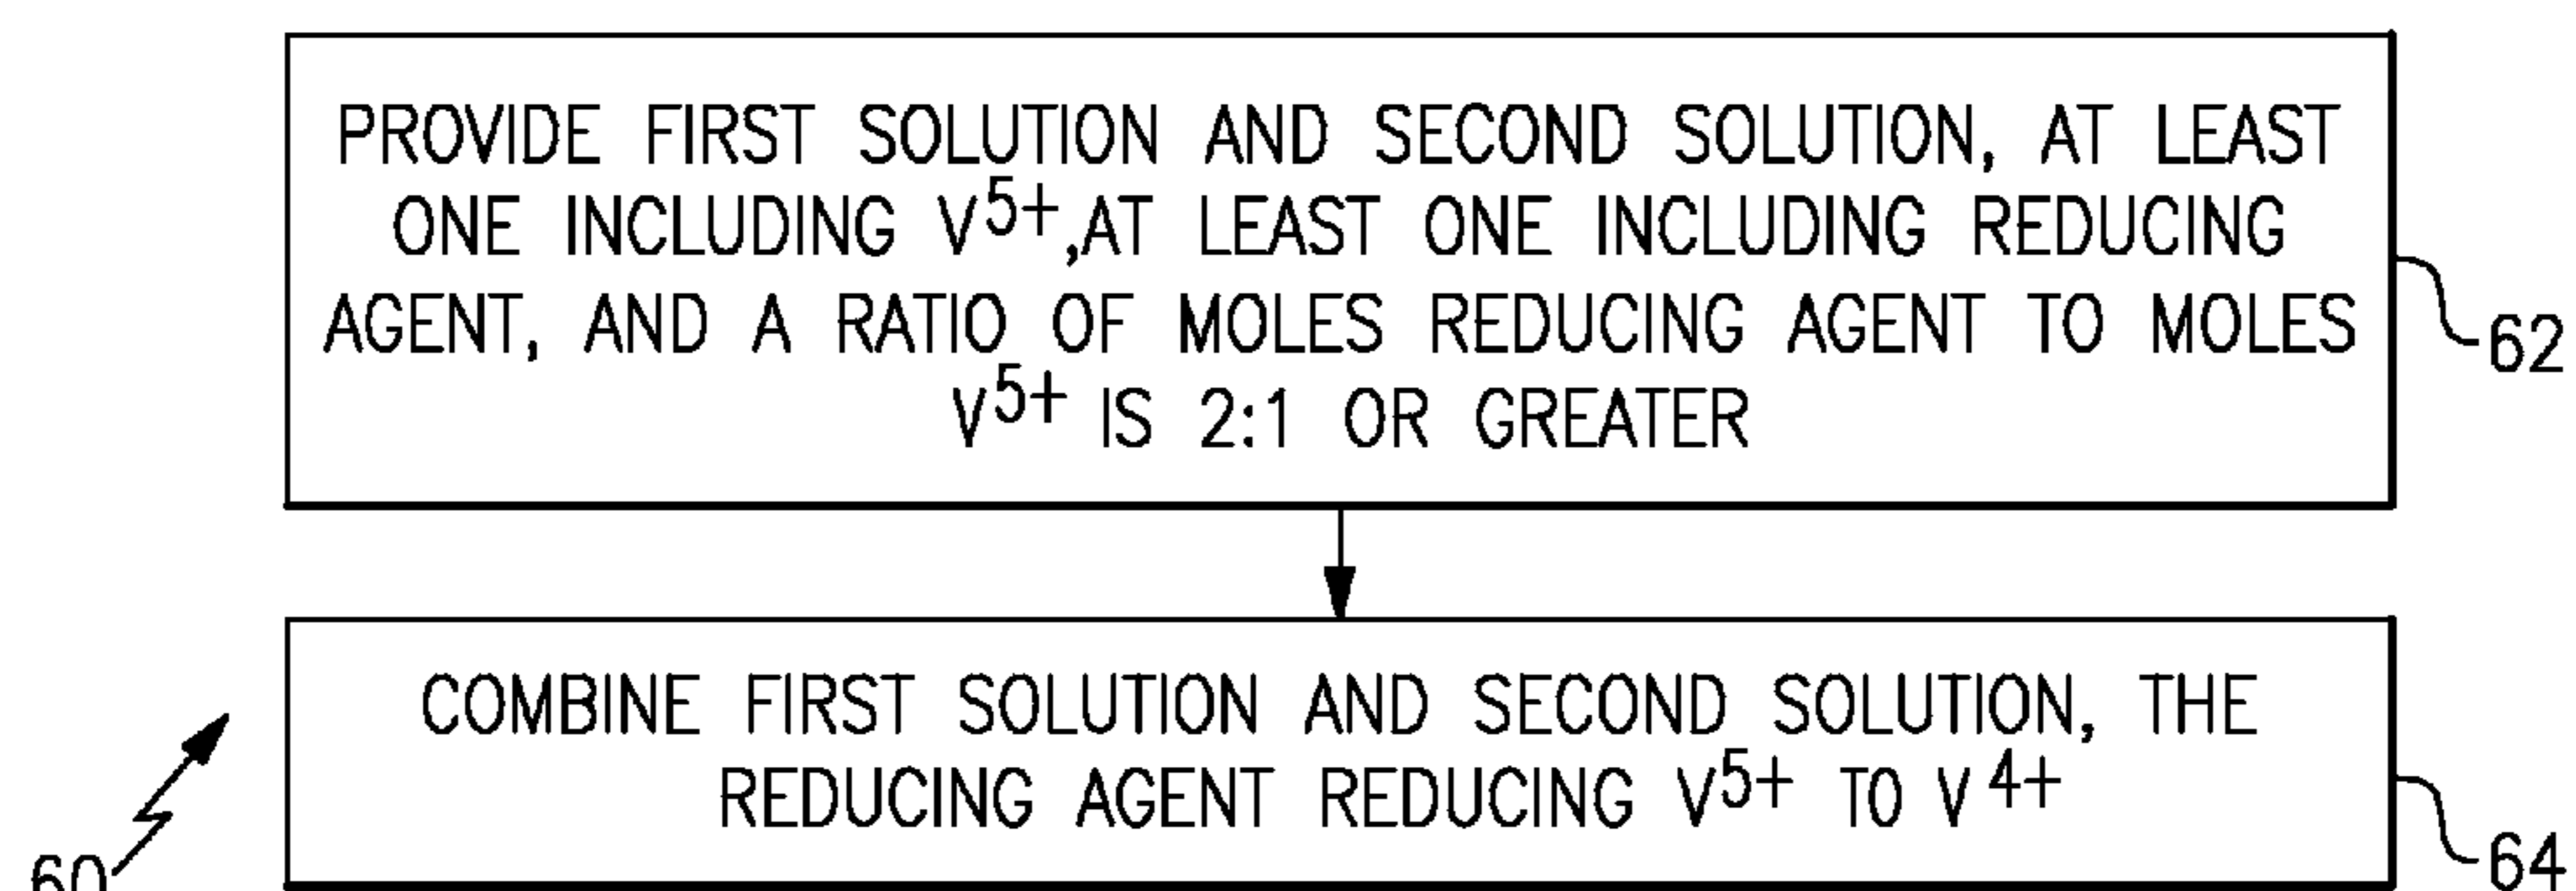 PROVIDE FIRST SOLUTION AND SECOND SOLUTION, AT LEAST
ONE INCLUDING V5+,AT LEAST ONE INCLUDING REDUCING
AGENT, AND A RATIO OF MOLES REDUCING AGENT TO MOLES
V5+ IS 2:1 OR GREATER
62
COMBINE FIRST SOLUTION AND SECOND SOLUTION, THE
REDUCING AGENT REDUCING V5+ TO V4+
64
60